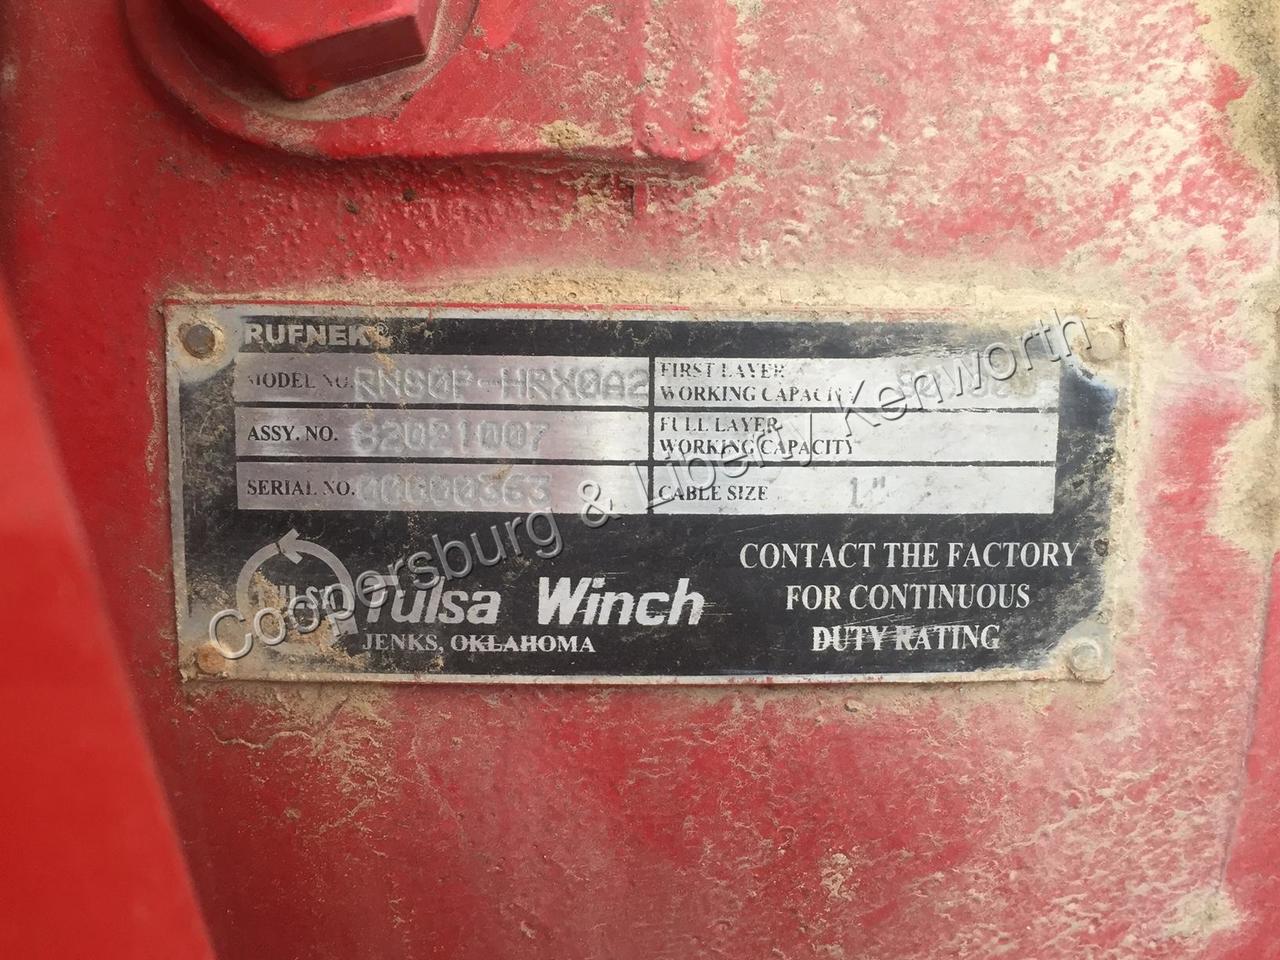 RUFNEK®
MODEL NO. RN80P-HRX0A2
FIRST LAYER
WORKING CAPACITY
ASSY. NO. 82021007
FULL LAYER
WORKING CAPACITY
SERIAL NO.
CABLE SIZE 1"
TULSA
Tulsa Winch
JENKS, OKLAHOMA
CONTACT THE FACTORY
FOR CONTINUOUS
DUTY RATING
Coopersburg & Liberty Kenworth